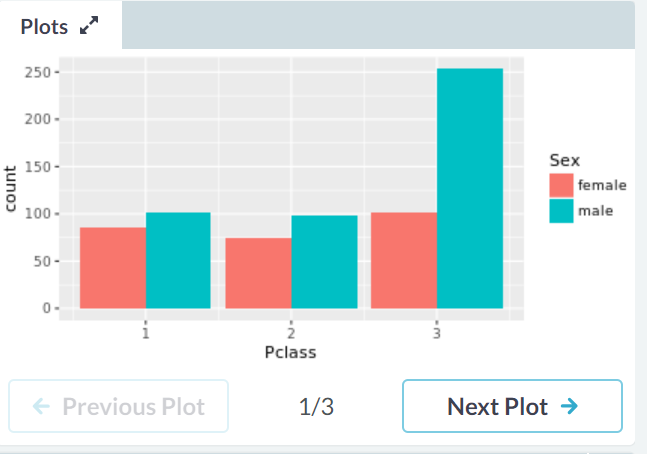 Plots
250
200
150
100
50
0
count
1 2 3
Pclass
Sex
female
male
← Previous Plot 1/3 Next Plot →